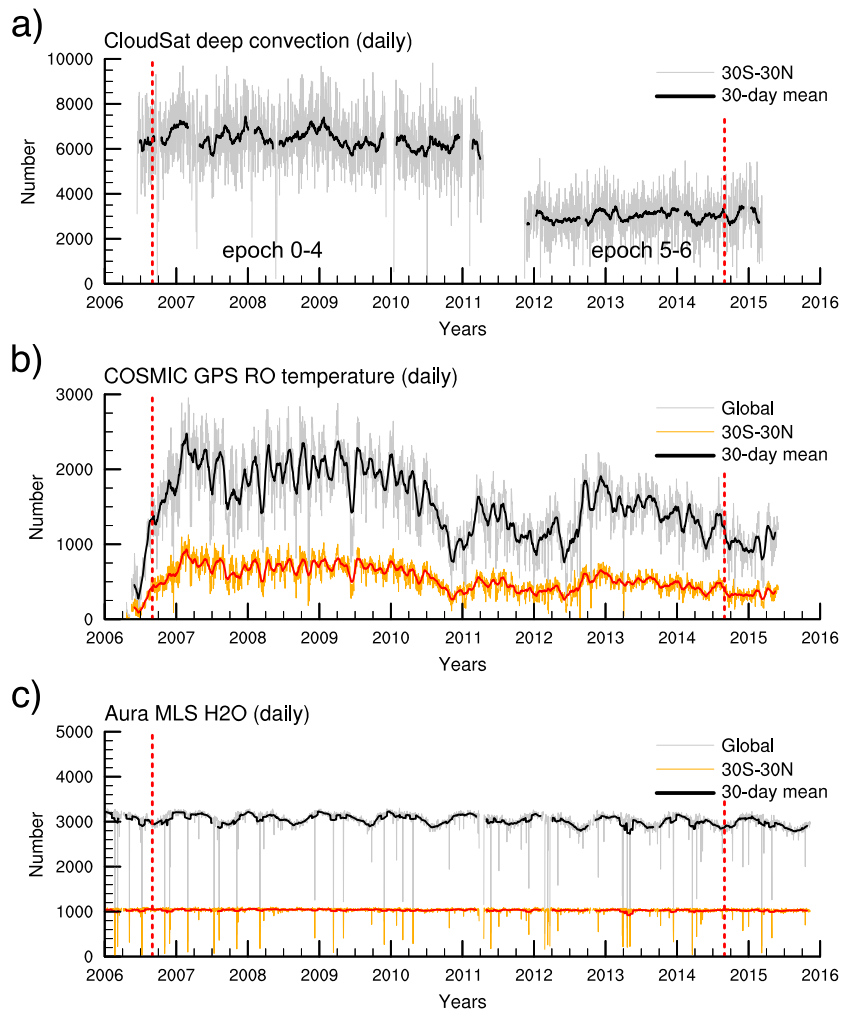 a)
CloudSat deep convection (daily)
10000
8000
6000
4000
2000
0
Number
30S-30N
30-day mean
epoch 0-4
epoch 5-6
2006 2007 2008 2009 2010 2011 2012 2013 2014 2015 2016
Years
b)
COSMIC GPS RO temperature (daily)
3000
2000
1000
0
Number
Global
30S-30N
30-day mean
2006 2007 2008 2009 2010 2011 2012 2013 2014 2015 2016
Years
c)
Aura MLS H2O (daily)
5000
4000
3000
2000
1000
0
Number
Global
30S-30N
30-day mean
2006 2007 2008 2009 2010 2011 2012 2013 2014 2015 2016
Years